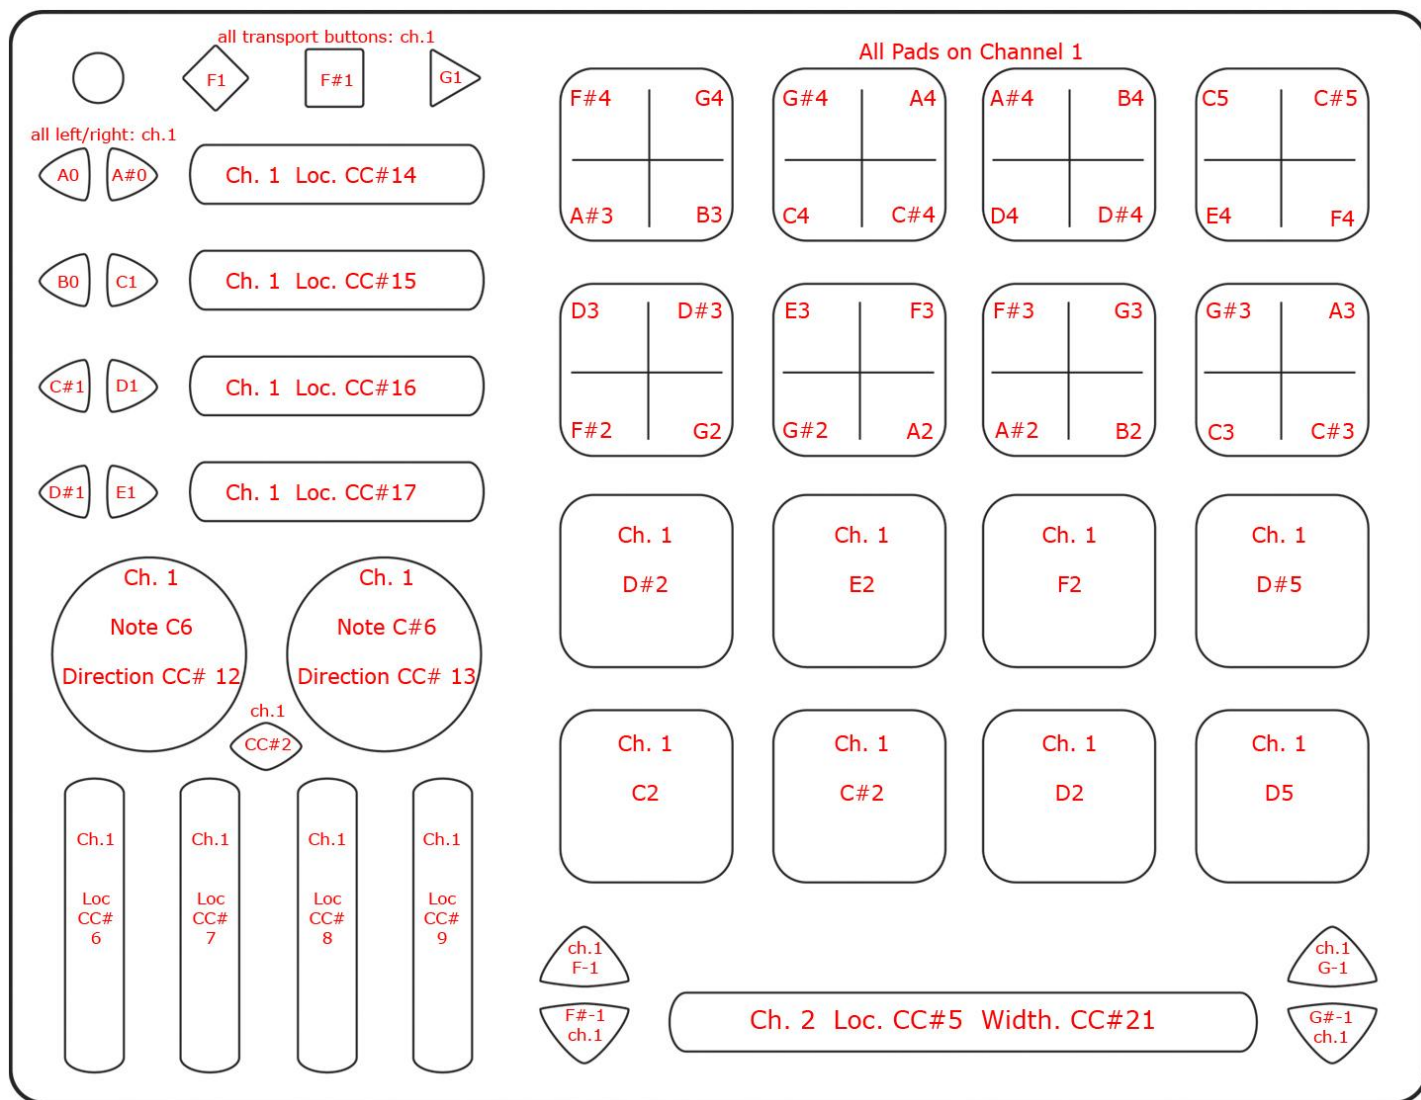 all transport buttons: ch.1
F1 F#1 G1
all left/right: ch.1
A0 A#0 Ch. 1 Loc. CC#14
B0 C1 Ch. 1 Loc. CC#15
C#1 D1 Ch. 1 Loc. CC#16
D#1 E1 Ch. 1 Loc. CC#17
Ch. 1
Note C6
Direction CC# 12
Ch. 1
Note C#6
Direction CC# 13
ch.1
CC#2
Ch.1
Loc
CC#
6
Ch.1
Loc
CC#
7
Ch.1
Loc
CC#
8
Ch.1
Loc
CC#
9
All Pads on Channel 1
F#4 G4 G#4 A4 A#4 B4 C5 C#5
A#3 B3 C4 C#4 D4 D#4 E4 F4
D3 D#3 E3 F3 F#3 G3 G#3 A3
F#2 G2 G#2 A2 A#2 B2 C3 C#3
Ch. 1 Ch. 1 Ch. 1 Ch. 1
D#2 E2 F2 D#5
Ch. 1 Ch. 1 Ch. 1 Ch. 1
C2 C#2 D2 D5
ch.1
F-1
F#-1
ch.1
Ch. 2 Loc. CC#5 Width. CC#21
ch.1
G-1
G#-1
ch.1